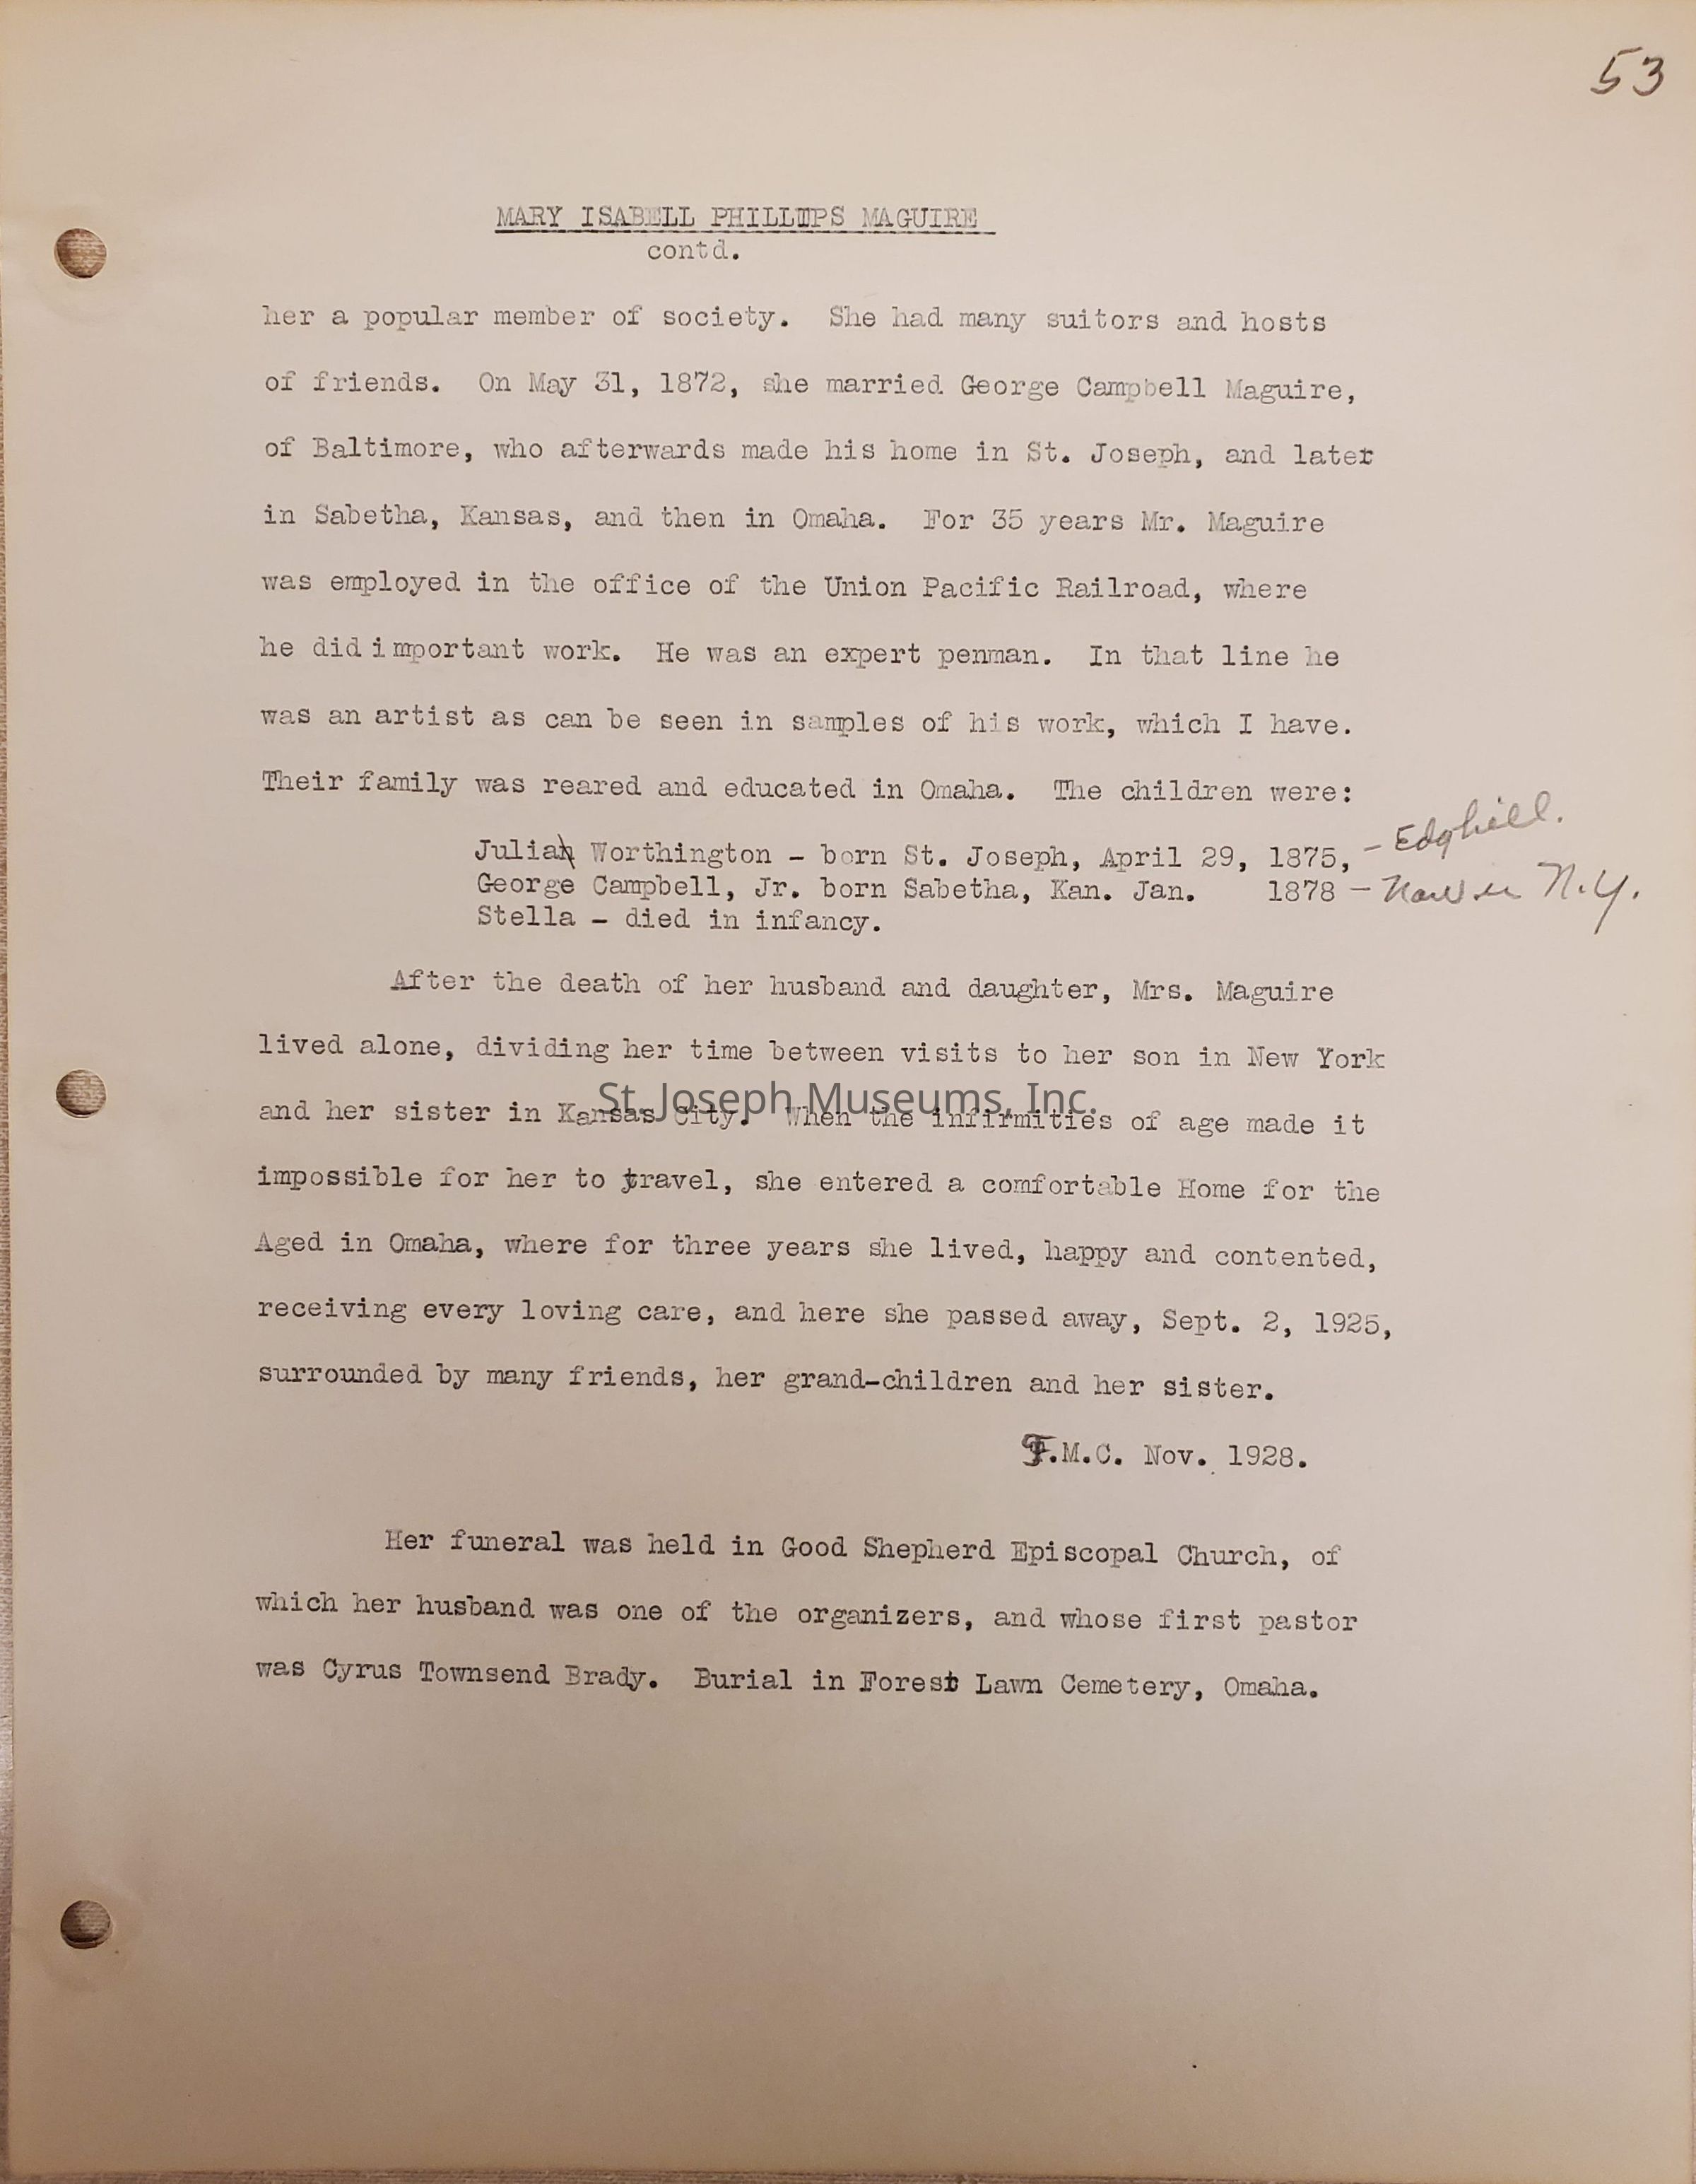 53
MARY ISABELL PHILLIPS MAGUIRE
contd.
her a popular member of society. She had many suitors and hosts
of friends. On May 31, 1872, she married George Campbell Maguire,
of Baltimore, who afterwards made his home in St. Joseph, and later
in Sabetha, Kansas, and then in Omaha. For 35 years Mr. Maguire
was employed in the office of the Union Pacific Railroad, where
he did important work. He was an expert penman. In that line he
was an artist as can be seen in samples of his work, which I have.
Their family was reared and educated in Omaha. The children were:
Julia Worthington - born St. Joseph, April 29, 1875, - Edghill.
George Campbell, Jr. born Sabetha, Kan. Jan. 1878 - Now in N.Y.
Stella - died in infancy.
After the death of her husband and daughter, Mrs. Maguire
lived alone, dividing her time between visits to her son in New York
and her sister in Kansas City. When the infirmities of age made it
St. Joseph Museums, Inc.
impossible for her to travel, she entered a comfortable Home for the
Aged in Omaha, where for three years she lived, happy and contented,
receiving every loving care, and here she passed away, Sept. 2, 1925,
surrounded by many friends, her grand-children and her sister.
F.M.C. Nov. 1928.
Her funeral was held in Good Shepherd Episcopal Church, of
which her husband was one of the organizers, and whose first pastor
was Cyrus Townsend Brady. Burial in Forest Lawn Cemetery, Omaha.